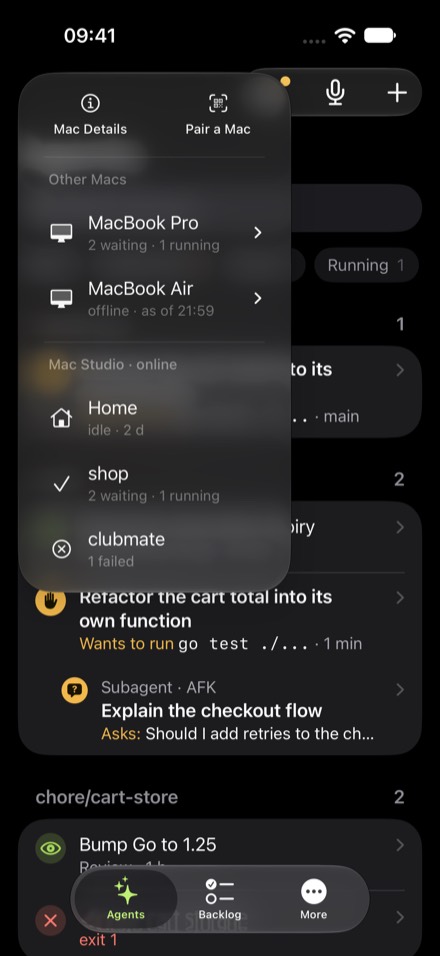 09:41
Mac Details
Pair a Mac
Other Macs
MacBook Pro
2 waiting · 1 running
MacBook Air
offline · as of 21:59
Mac Studio · online
Home
idle · 2 d
shop
2 waiting · 1 running
clubmate
1 failed
Running 1
1
to its
.. · main
2
piry
Refactor the cart total into its
own function
Wants to run go test ./... · 1 min
Subagent · AFK
Explain the checkout flow
Asks: Should I add retries to the ch...
chore/cart-store
2
Bump Go to 1.25
Review · 1 h
exit 1
Agents
Backlog
More